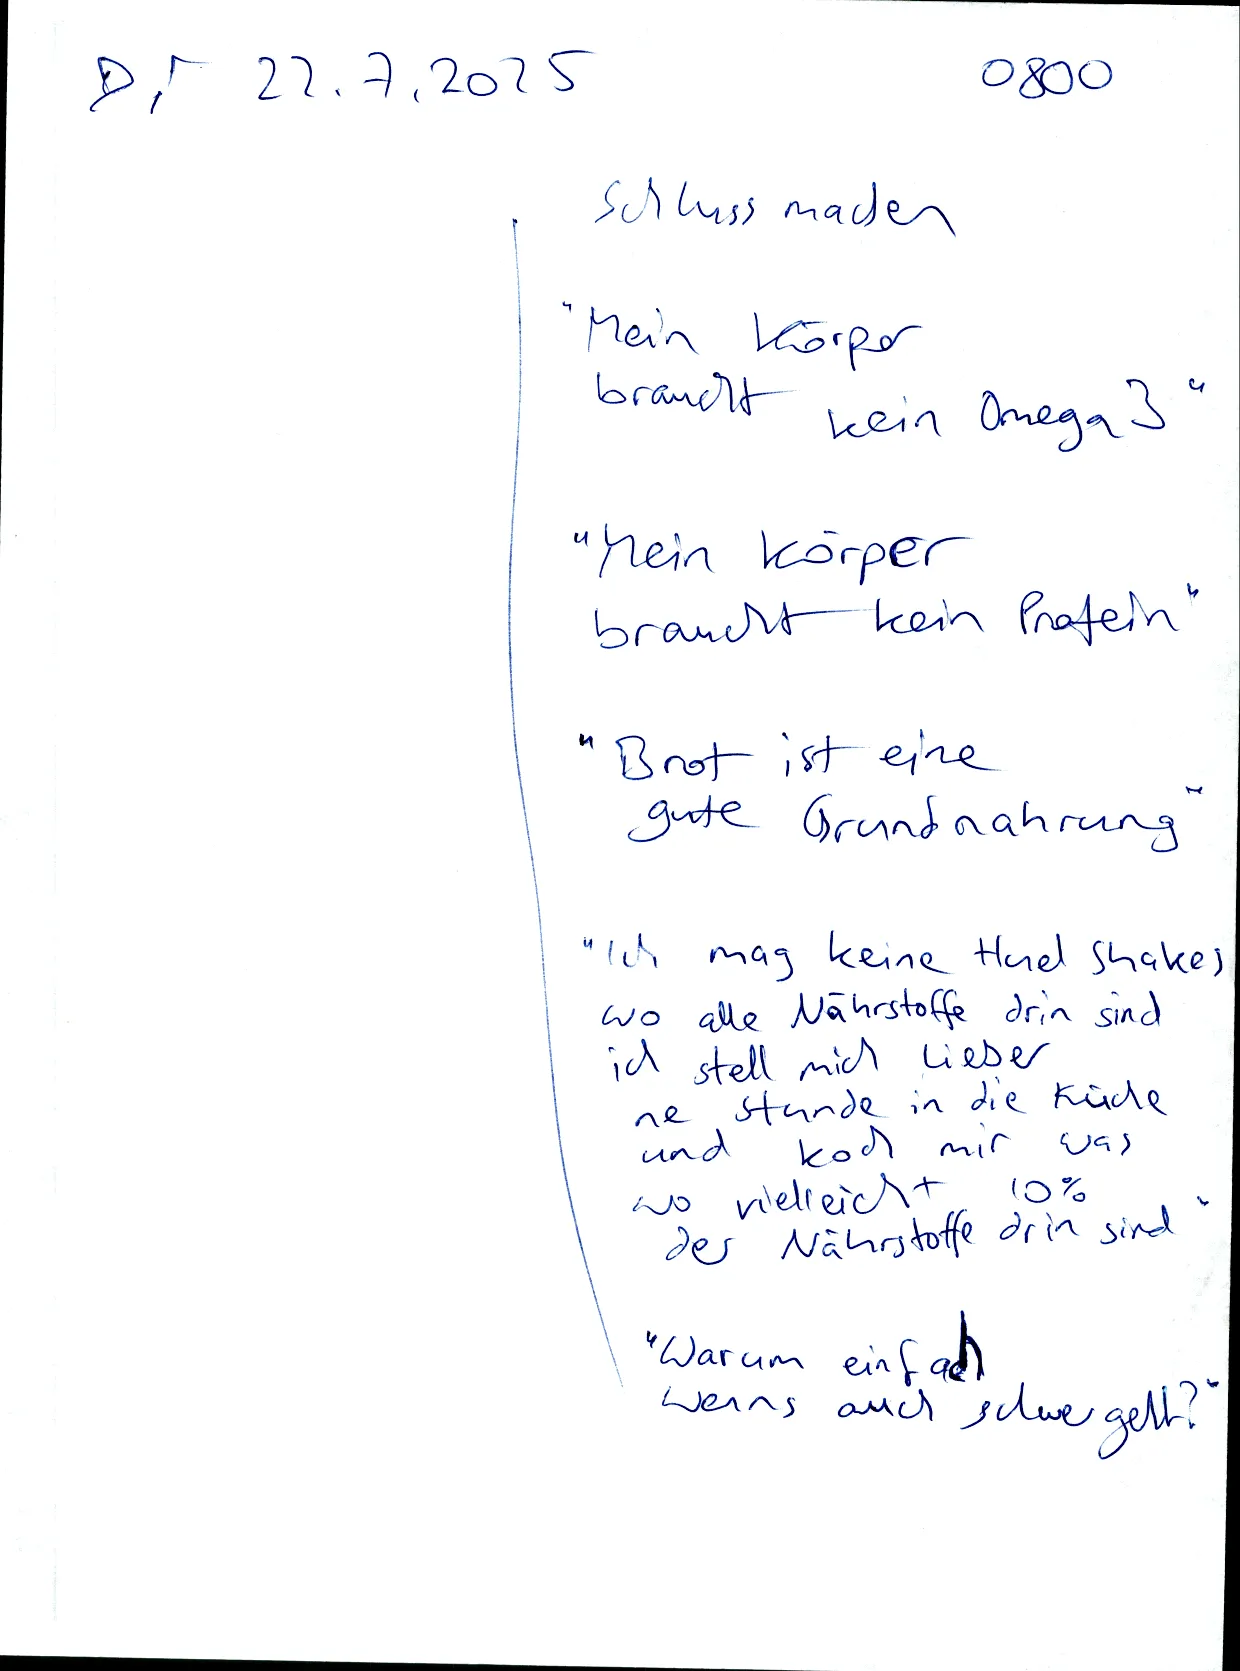 Di 22.7.2025 0800
Schluss machen
"Mein Körper
braucht kein Omega 3"
"Mein Körper
braucht kein Protein"
"Brot ist eine
gute Grundnahrung"
"Ich mag keine Huel Shakes
wo alle Nährstoffe drin sind
ich stell mich lieber
ne Stunde in die Küche
und koch mir was
wo vielleicht 10%
der Nährstoffe drin sind"
"Warum einfach
wenns auch schwer geht?"